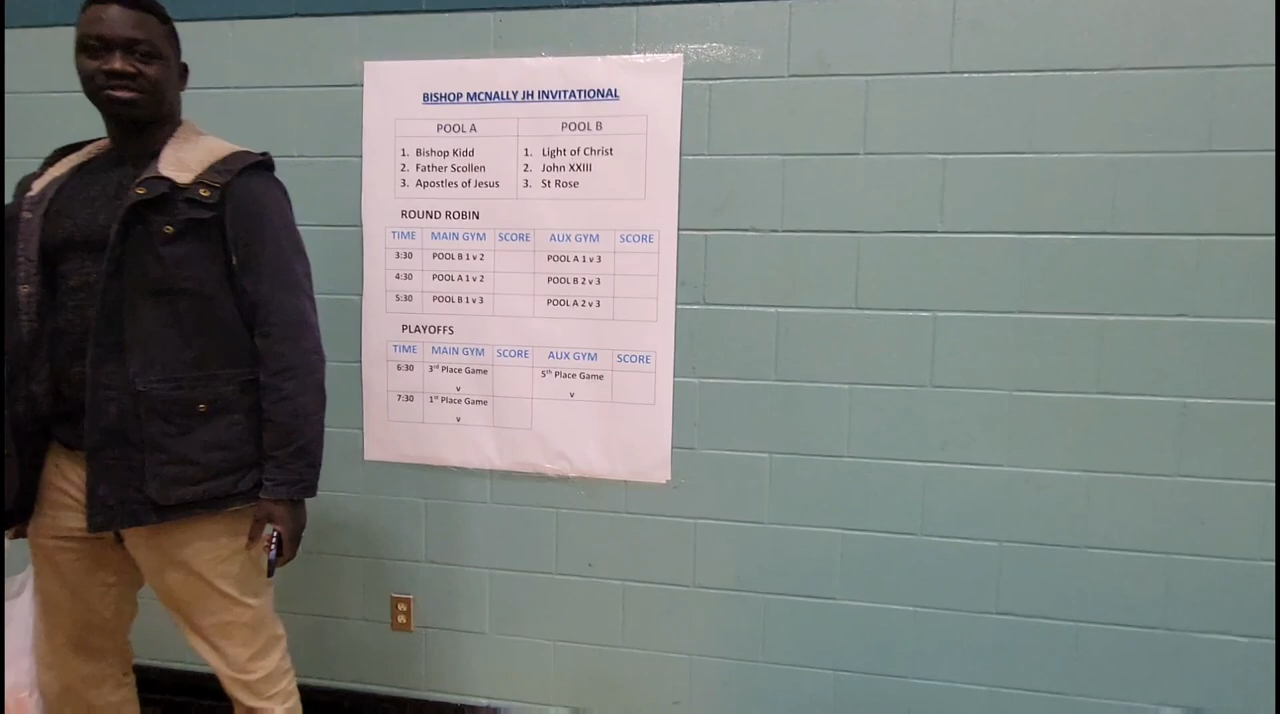 BISHOP MCNALLY JH INVITATIONAL
POOL A POOL B
1. Bishop Kidd 1. Light of Christ
2. Father Scollen 2. John XXIII
3. Apostles of Jesus 3. St Rose
ROUND ROBIN
TIME MAIN GYM SCORE AUX GYM SCORE
3:30 POOL B 1 v 2 POOL A 1 v 3
4:30 POOL A 1 v 2 POOL B 2 v 3
5:30 POOL B 1 v 3 POOL A 2 v 3
PLAYOFFS
TIME MAIN GYM SCORE AUX GYM SCORE
6:30 3rd Place Game 5th Place Game
v v
7:30 1st Place Game
v